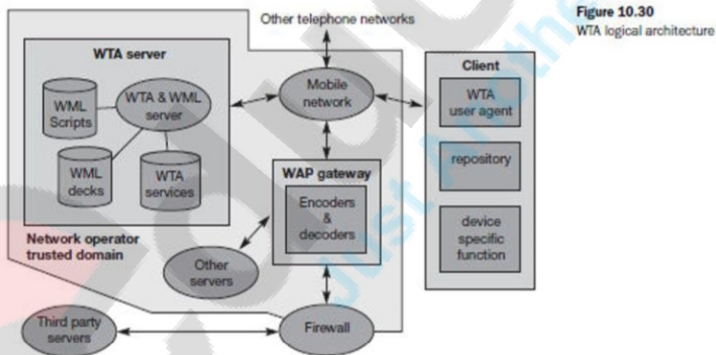 Other telephone networks
Figure 10.30
WTA logical architecture
WTA server
WML
Scripts
WTA & WML
server
WML
decks
WTA
services
Network operator
trusted domain
Mobile
network
WAP gateway
Encoders
&
decoders
Other
servers
Third party
servers
Firewall
Client
WTA
user agent
repository
device
specific
function
Just Anothe